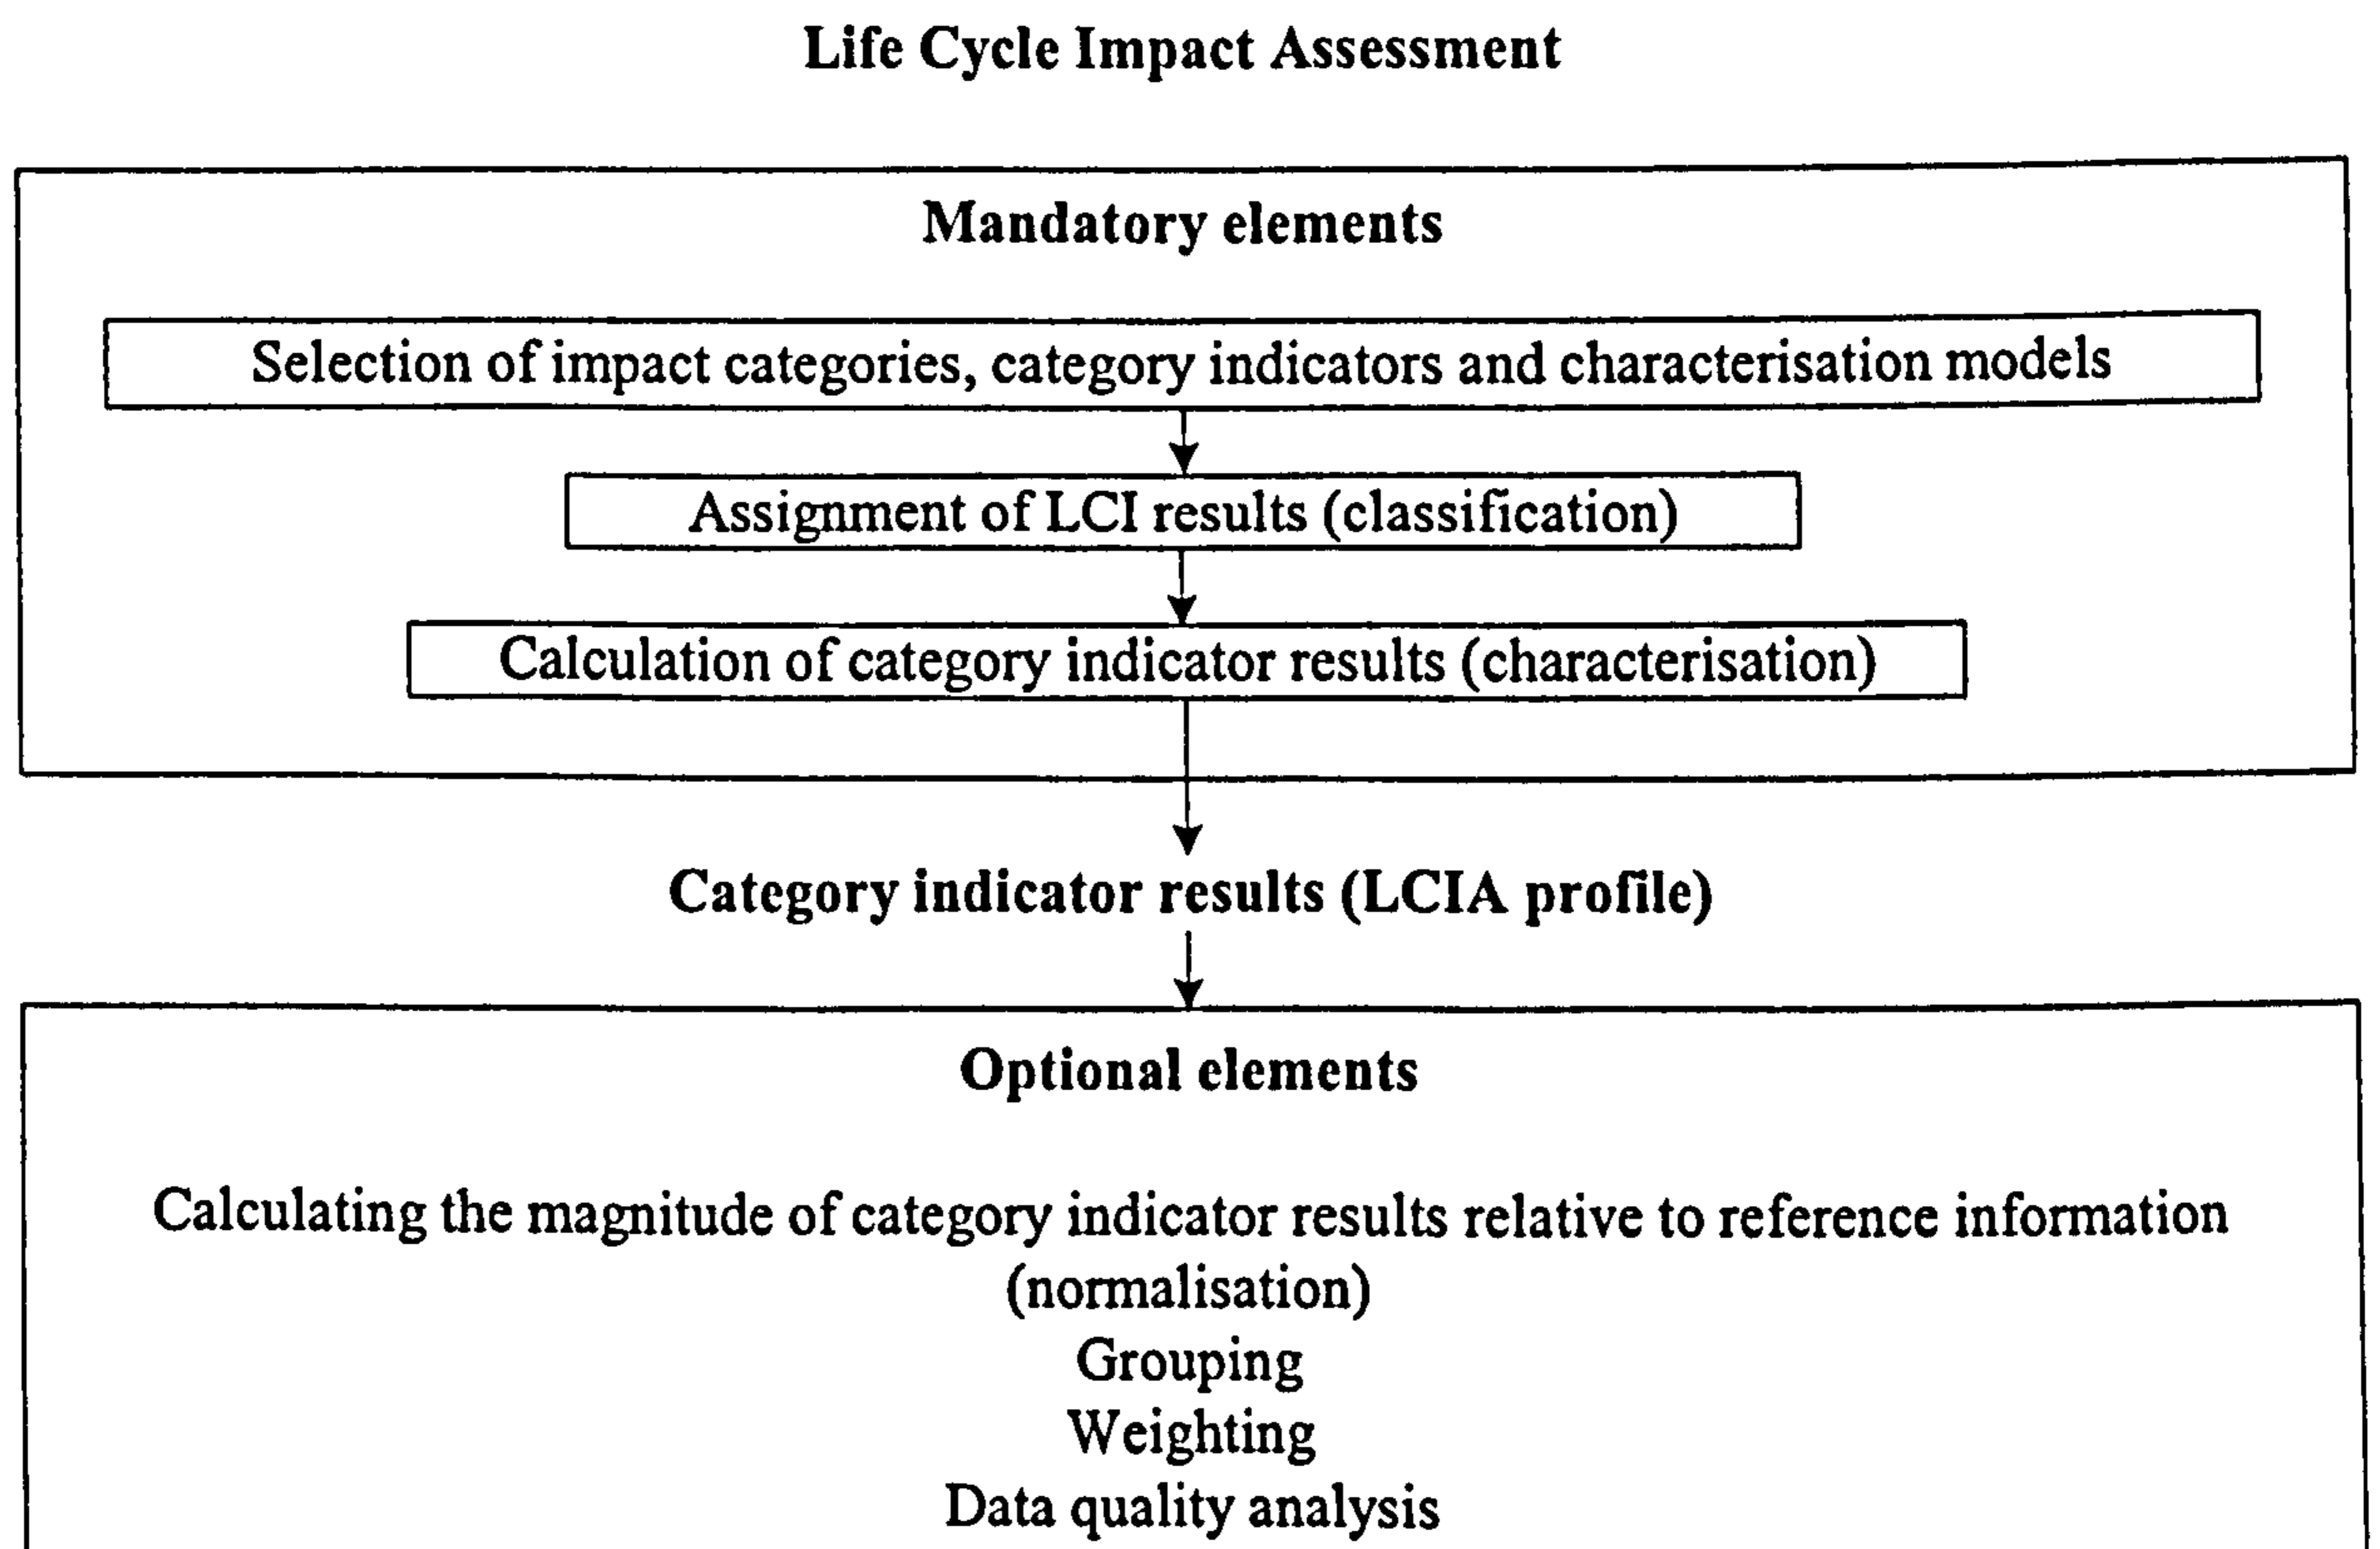 Life Cycle Impact Assessment
Mandatory elements
Selection of impact categories, category indicators and characterisation models
Assignment of LCI results (classification)
Calculation of category indicator results (characterisation)
Category indicator results (LCIA profile)
Optional elements
Calculating the magnitude of category indicator results relative to reference information
(normalisation)
Grouping
Weighting
Data quality analysis